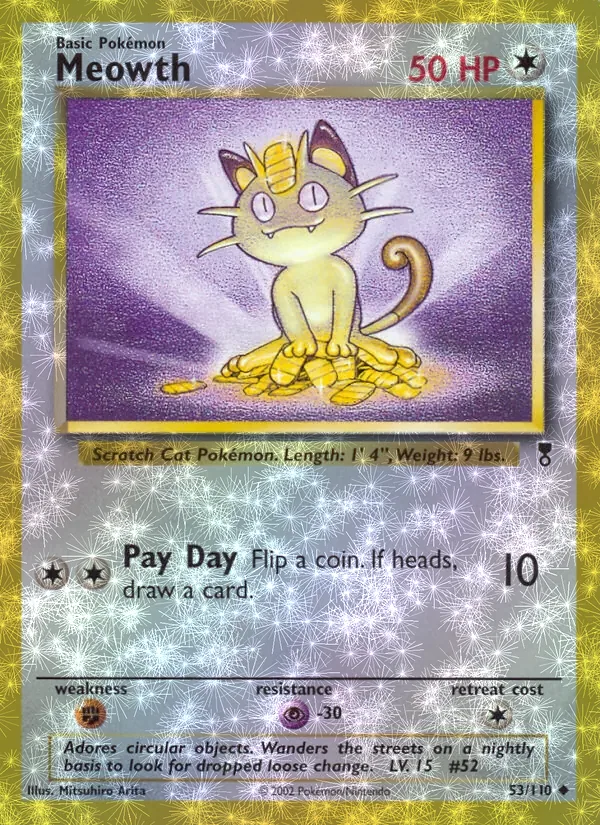 Basic Pokémon
Meowth
50 HP
Scratch Cat Pokémon. Length: 1' 4", Weight: 9 lbs.
Pay Day Flip a coin. If heads, 10
draw a card.
weakness resistance retreat cost
-30
Adores circular objects. Wanders the streets on a nightly
basis to look for dropped loose change. LV. 15 #52
Illus. Mitsuhiro Arita © 2002 Pokémon/Nintendo 53/110